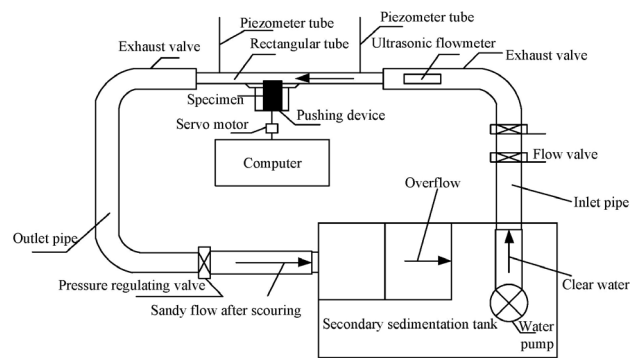 Piezometer tube
Piezometer tube
Exhaust valve
Rectangular tube
Ultrasonic flowmeter
Exhaust valve
Specimen
Pushing device
Servo motor
Computer
Flow valve
Overflow
Inlet pipe
Outlet pipe
Pressure regulating valve
Clear water
Sandy flow after scouring
Secondary sedimentation tank
Water
pump